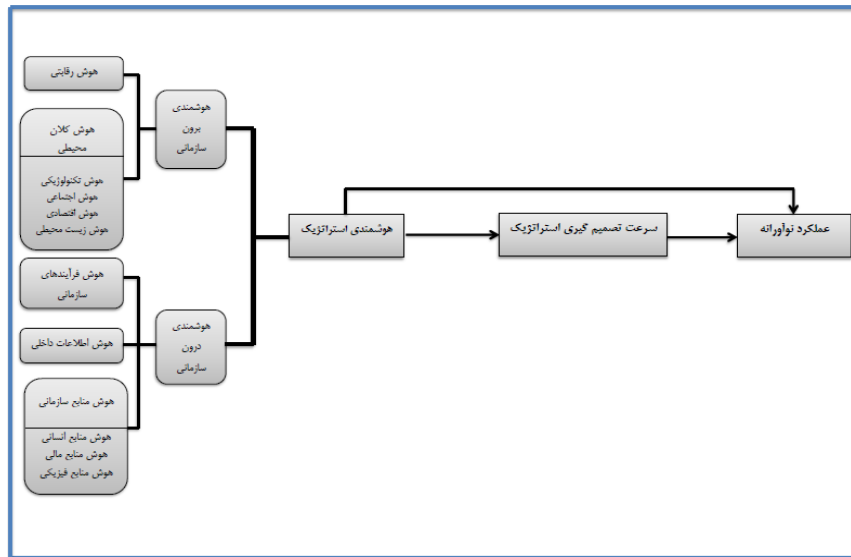 هوش رقابتی
هوش کلان
محیطی
هوش تکنولوژیکی
هوش اجتماعی
هوش اقتصادی
هوش زیست محیطی
هوشمندی
برون
سازمانی
هوش فرآیندهای
سازمانی
هوش اطلاعات داخلی
هوش منابع سازمانی
هوش منابع انسانی
هوش منابع مالی
هوش منابع فیزیکی
هوشمندی
درون
سازمانی
هوشمندی استراتژیک
سرعت تصمیم گیری استراتژیک
عملکرد نوآورانه